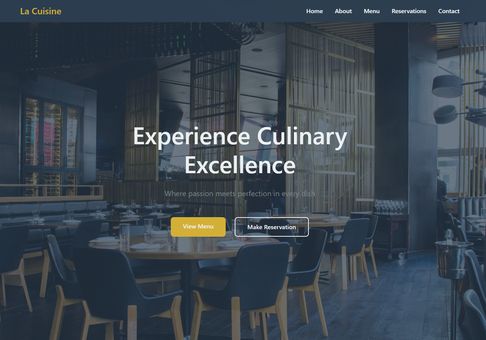 La Cuisine
Home About Menu Reservations Contact
Experience Culinary
Excellence
Where passion meets perfection in every dish
View Menu
Make Reservation